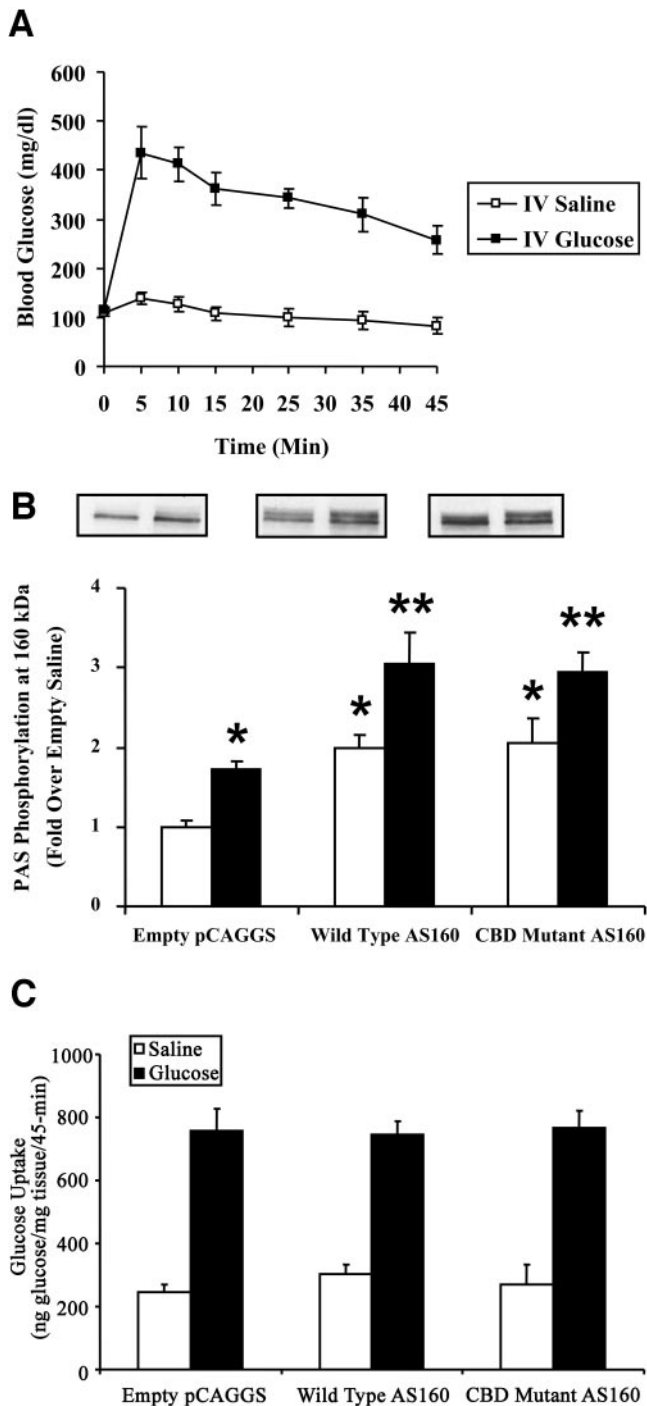 A
600
500
400
300
200
100
0
Blood Glucose (mg/dl)
0 5 10 15 20 25 30 35 40 45
Time (Min)
IV Saline
IV Glucose
B
4
3
2
1
0
PAS Phosphorylation at 160 kDa
(Fold Over Empty Saline)
*
*
**
*
**
Empty pCAGGS Wild Type AS160 CBD Mutant AS160
C
Saline
Glucose
1000
800
600
400
200
0
Glucose Uptake
(ng glucose/mg tissue/45-min)
Empty pCAGGS Wild Type AS160 CBD Mutant AS160